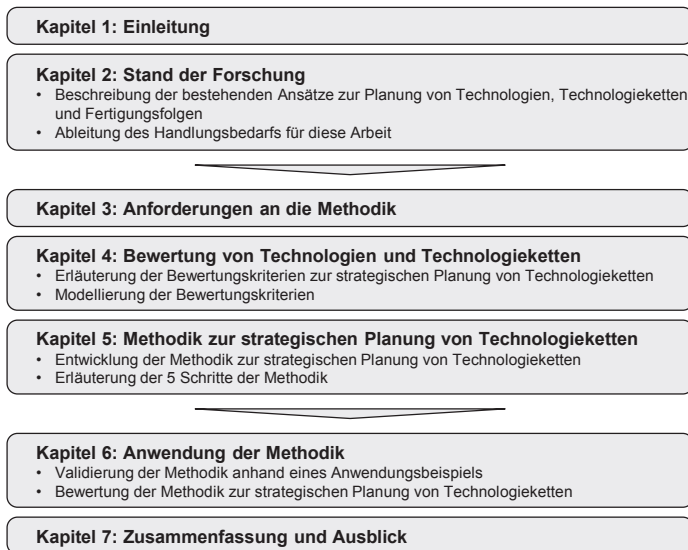 Kapitel 1: Einleitung
Kapitel 2: Stand der Forschung
• Beschreibung der bestehenden Ansätze zur Planung von Technologien, Technologieketten
und Fertigungsfolgen
• Ableitung des Handlungsbedarfs für diese Arbeit
Kapitel 3: Anforderungen an die Methodik
Kapitel 4: Bewertung von Technologien und Technologieketten
• Erläuterung der Bewertungskriterien zur strategischen Planung von Technologieketten
• Modellierung der Bewertungskriterien
Kapitel 5: Methodik zur strategischen Planung von Technologieketten
• Entwicklung der Methodik zur strategischen Planung von Technologieketten
• Erläuterung der 5 Schritte der Methodik
Kapitel 6: Anwendung der Methodik
• Validierung der Methodik anhand eines Anwendungsbeispiels
• Bewertung der Methodik zur strategischen Planung von Technologieketten
Kapitel 7: Zusammenfassung und Ausblick